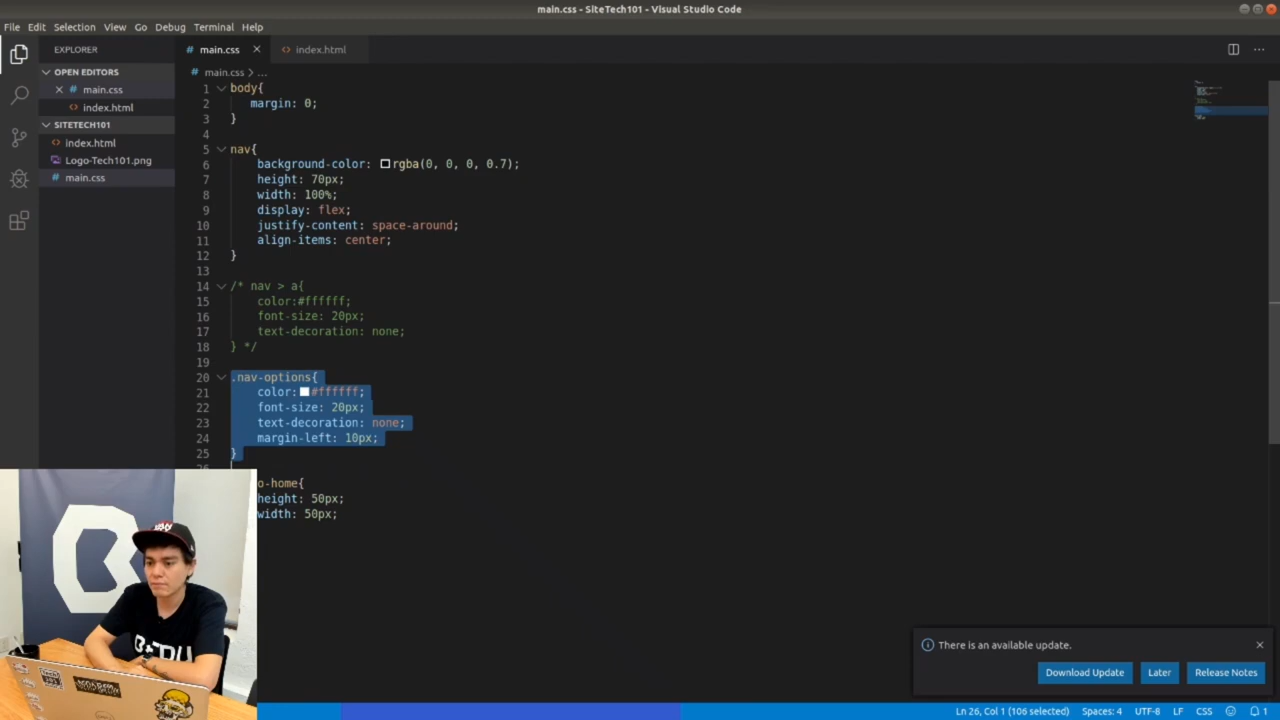 main.css - SiteTech101 - Visual Studio Code
File Edit Selection View Go Debug Terminal Help
EXPLORER
OPEN EDITORS
main.css
index.html
SITETECH101
index.html
Logo-Tech101.png
main.css
# main.css
index.html
# main.css > ...
1 body{
2 margin: 0;
3 }
4
5 nav{
6 background-color: rgba(0, 0, 0, 0.7);
7 height: 70px;
8 width: 100%;
9 display: flex;
10 justify-content: space-around;
11 align-items: center;
12 }
13
14 /* nav > a{
15 color:#ffffff;
16 font-size: 20px;
17 text-decoration: none;
18 } */
19
20 .nav-options{
21 color:#ffffff;
22 font-size: 20px;
23 text-decoration: none;
24 margin-left: 10px;
25 }
o-home{
height: 50px;
width: 50px;
There is an available update.
Download Update Later Release Notes
Ln 26, Col 1 (106 selected) Spaces: 4 UTF-8 LF CSS 1